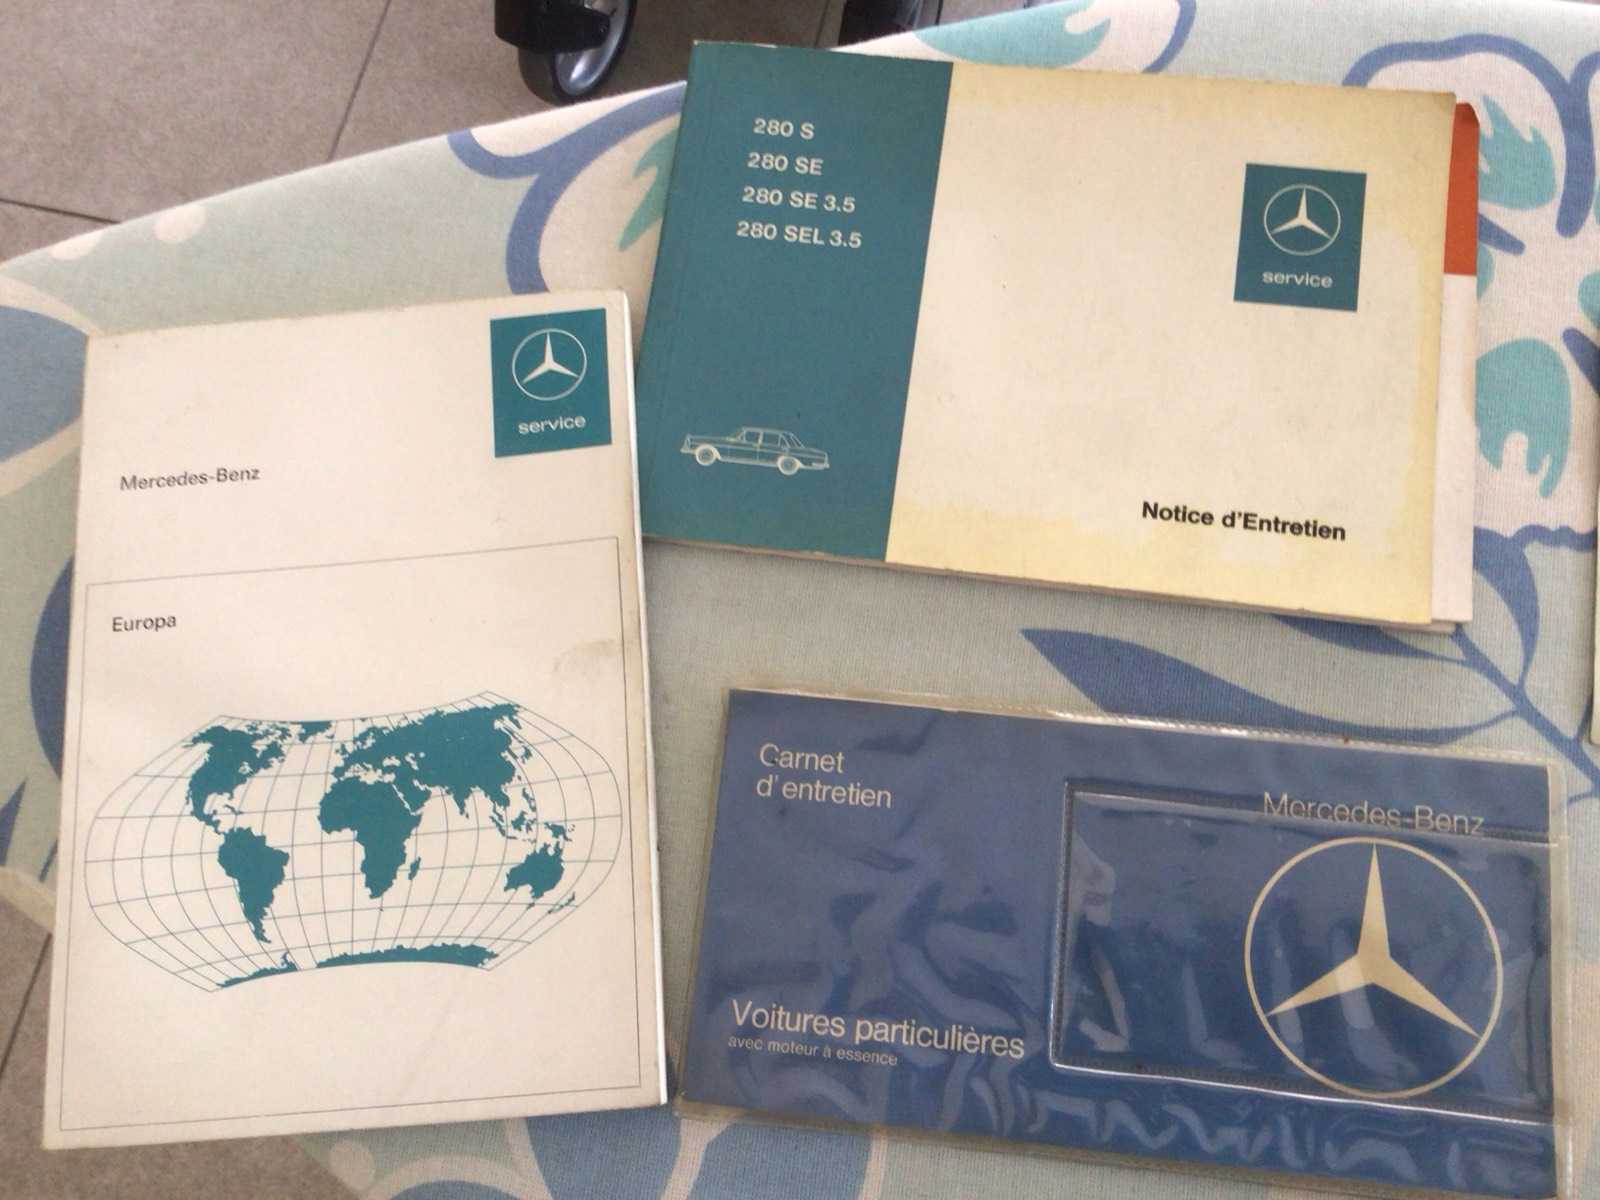 service
Mercedes-Benz
Europa
280 S
280 SE
280 SE 3.5
280 SEL 3.5
service
Notice d'Entretien
Carnet
d'entretien
Mercedes-Benz
Voitures particulières
avec moteur à essence